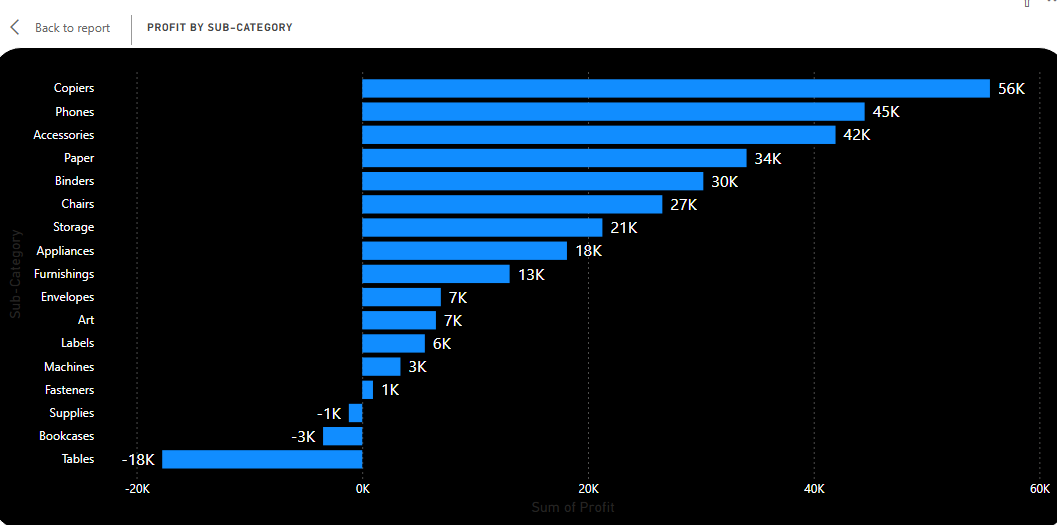 Back to report
PROFIT BY SUB-CATEGORY
Sub-Category
Copiers 56K
Phones 45K
Accessories 42K
Paper 34K
Binders 30K
Chairs 27K
Storage 21K
Appliances 18K
Furnishings 13K
Envelopes 7K
Art 7K
Labels 6K
Machines 3K
Fasteners 1K
Supplies -1K
Bookcases -3K
Tables -18K
-20K 0K 20K 40K 60K
Sum of Profit